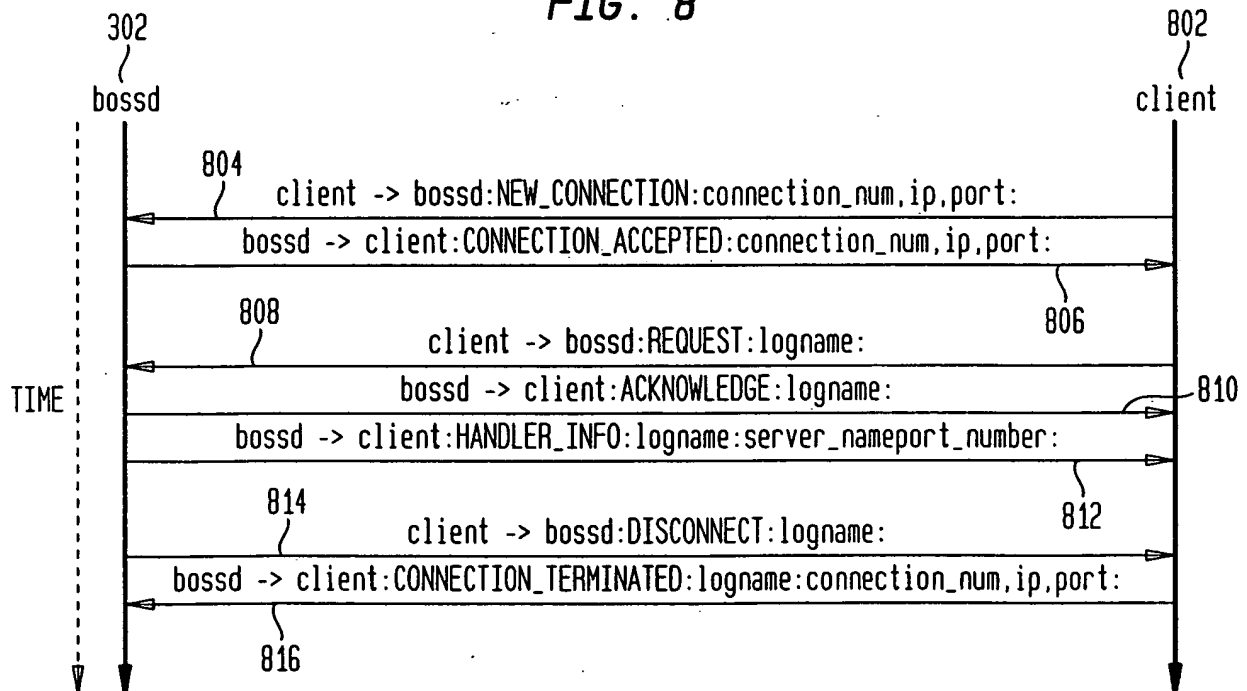 FIG. 8
302
802
bossd
client
804
client -> bossd:NEW_CONNECTION:connection_num,ip,port:
bossd -> client:CONNECTION_ACCEPTED:connection_num,ip,port:
806
808
client -> bossd:REQUEST:logname:
TIME
bossd -> client:ACKNOWLEDGE:logname:
810
bossd -> client:HANDLER_INFO:logname:server_nameport_number:
812
814
client -> bossd:DISCONNECT:logname:
bossd -> client:CONNECTION_TERMINATED:logname:connection_num,ip,port:
816